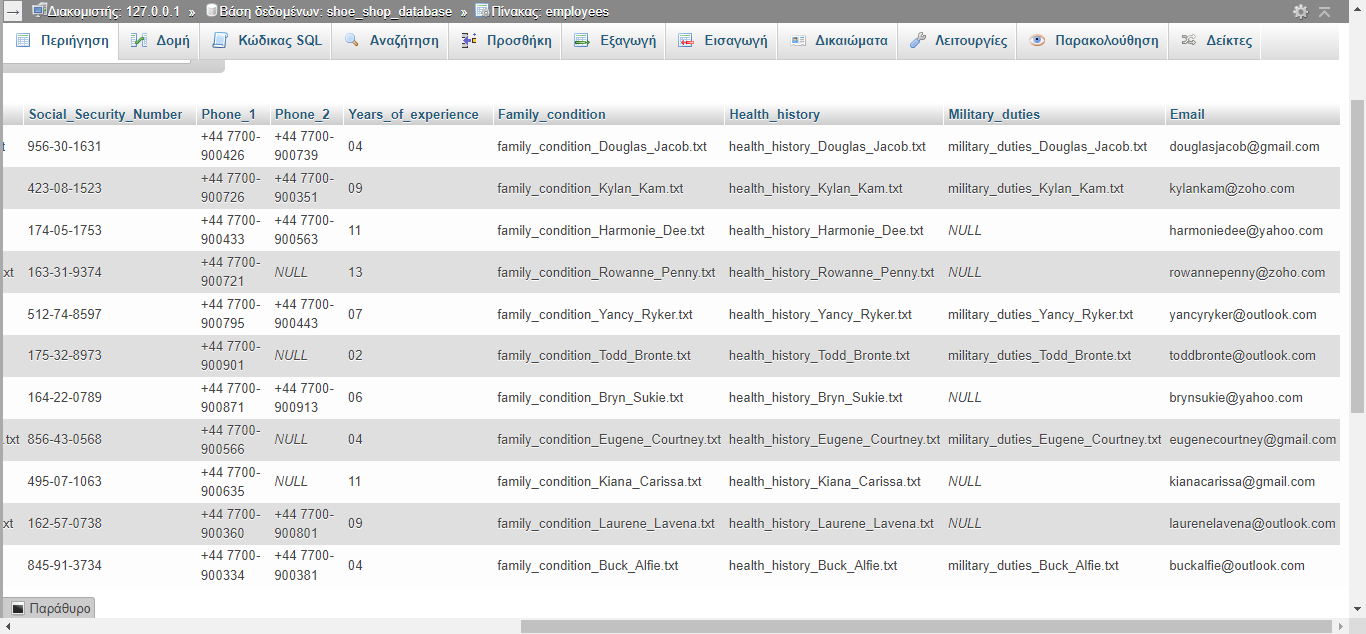 Διακομιστής: 127.0.0.1 » Βάση δεδομένων: shoe_shop_database » Πίνακας: employees
Περιήγηση Δομή Κώδικας SQL Αναζήτηση Προσθήκη Εξαγωγή Εισαγωγή Δικαιώματα Λειτουργίες Παρακολούθηση Δείκτες
Social_Security_Number Phone_1 Phone_2 Years_of_experience Family_condition Health_history Military_duties Email
t 956-30-1631 +44 7700-900426 +44 7700-900739 04 family_condition_Douglas_Jacob.txt health_history_Douglas_Jacob.txt military_duties_Douglas_Jacob.txt douglasjacob@gmail.com
423-08-1523 +44 7700-900726 +44 7700-900351 09 family_condition_Kylan_Kam.txt health_history_Kylan_Kam.txt military_duties_Kylan_Kam.txt kylankam@zoho.com
174-05-1753 +44 7700-900433 +44 7700-900563 11 family_condition_Harmonie_Dee.txt health_history_Harmonie_Dee.txt NULL harmoniedee@yahoo.com
xt 163-31-9374 +44 7700-900721 NULL 13 family_condition_Rowanne_Penny.txt health_history_Rowanne_Penny.txt NULL rowannepenny@zoho.com
512-74-8597 +44 7700-900795 +44 7700-900443 07 family_condition_Yancy_Ryker.txt health_history_Yancy_Ryker.txt military_duties_Yancy_Ryker.txt yancyryker@outlook.com
175-32-8973 +44 7700-900901 NULL 02 family_condition_Todd_Bronte.txt health_history_Todd_Bronte.txt military_duties_Todd_Bronte.txt toddbronte@outlook.com
164-22-0789 +44 7700-900871 +44 7700-900913 06 family_condition_Bryn_Sukie.txt health_history_Bryn_Sukie.txt NULL brynsukie@yahoo.com
.txt 856-43-0568 +44 7700-900566 NULL 04 family_condition_Eugene_Courtney.txt health_history_Eugene_Courtney.txt military_duties_Eugene_Courtney.txt eugenecourtney@gmail.com
495-07-1063 +44 7700-900635 NULL 11 family_condition_Kiana_Carissa.txt health_history_Kiana_Carissa.txt NULL kianacarissa@gmail.com
xt 162-57-0738 +44 7700-900360 +44 7700-900801 09 family_condition_Laurene_Lavena.txt health_history_Laurene_Lavena.txt NULL laurenelavena@outlook.com
845-91-3734 +44 7700-900334 +44 7700-900381 04 family_condition_Buck_Alfie.txt health_history_Buck_Alfie.txt military_duties_Buck_Alfie.txt buckalfie@outlook.com
Παράθυρο